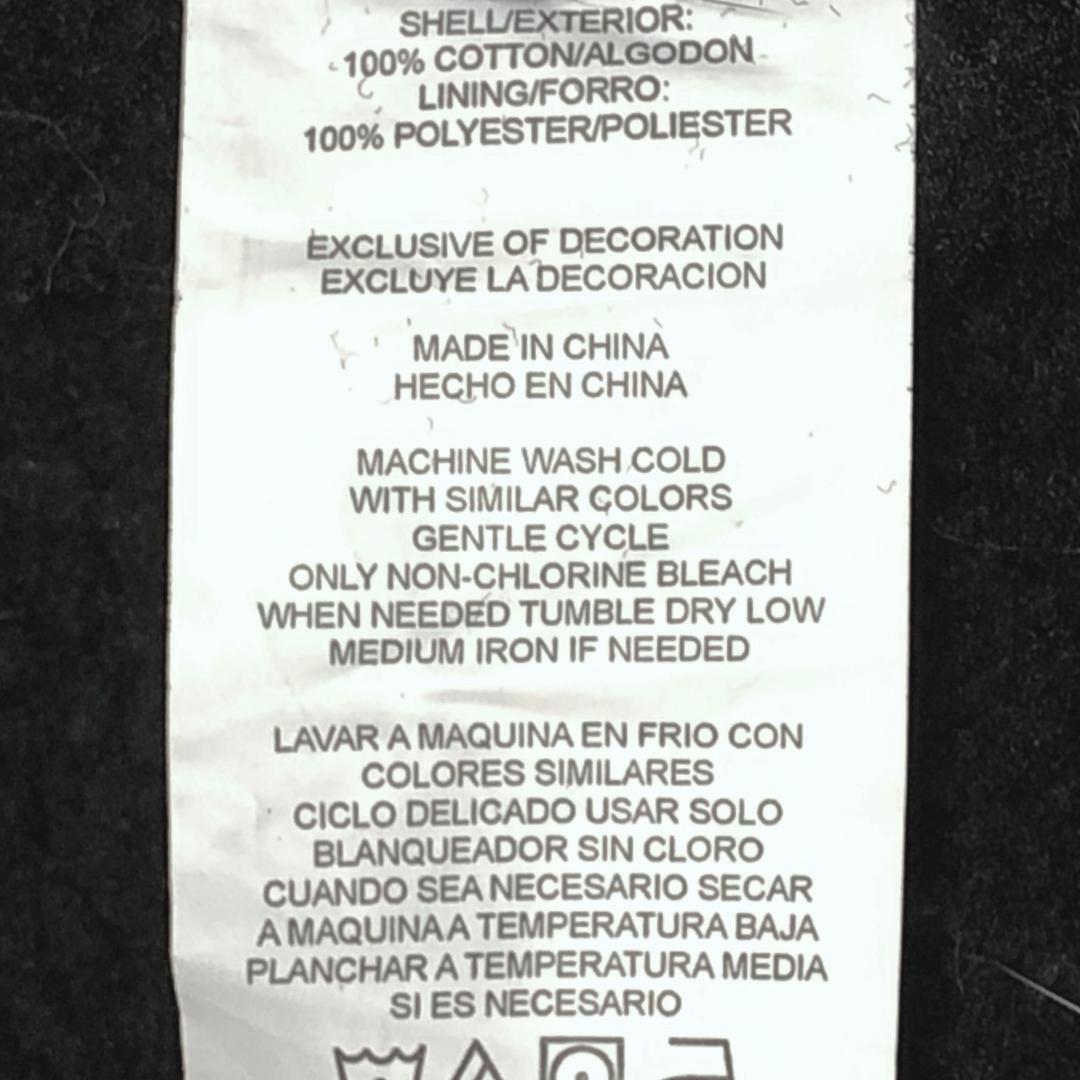 SHELL/EXTERIOR:
100% COTTON/ALGODON
LINING/FORRO:
100% POLYESTER/POLIESTER
EXCLUSIVE OF DECORATION
EXCLUYE LA DECORACION
MADE IN CHINA
HECHO EN CHINA
MACHINE WASH COLD
WITH SIMILAR COLORS
GENTLE CYCLE
ONLY NON-CHLORINE BLEACH
WHEN NEEDED TUMBLE DRY LOW
MEDIUM IRON IF NEEDED
LAVAR A MAQUINA EN FRIO CON
COLORES SIMILARES
CICLO DELICADO USAR SOLO
BLANQUEADOR SIN CLORO
CUANDO SEA NECESARIO SECAR
A MAQUINA A TEMPERATURA BAJA
PLANCHAR A TEMPERATURA MEDIA
SI ES NECESARIO